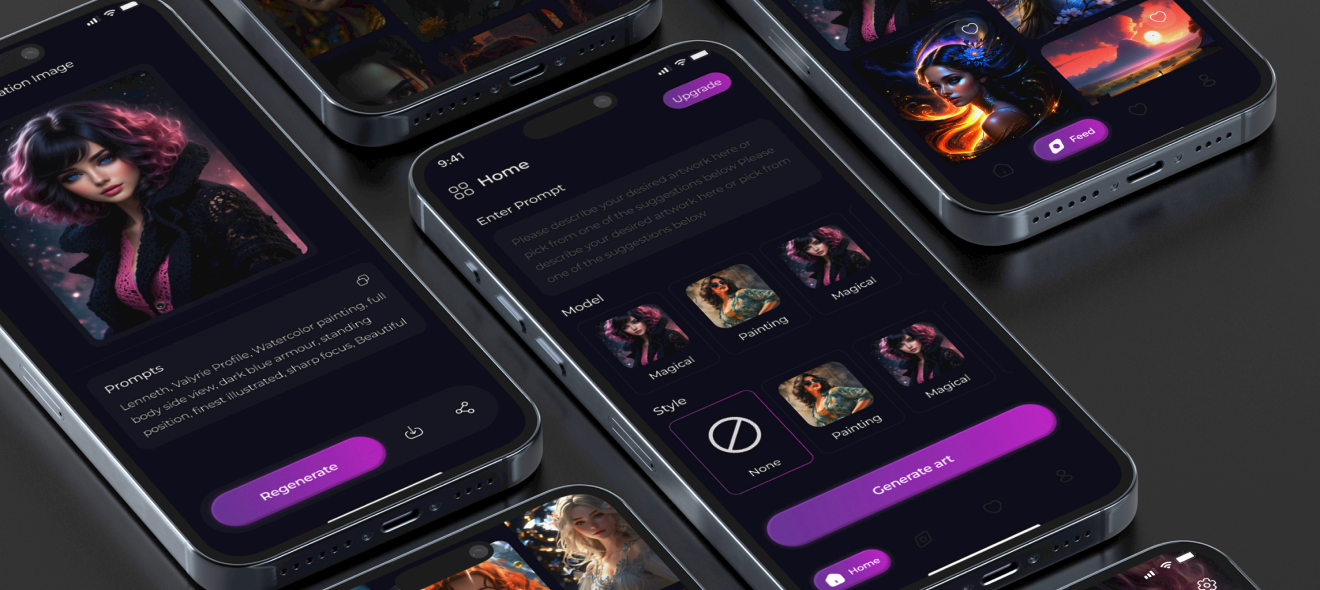 ation Image
Prompts
Lenneth, Valyrie Profile, Watercolor painting, full
body side view, dark blue armour, standing
position, finest illustrated, sharp focus, Beautiful
Regenerate
9:41
Upgrade
Home
Enter Prompt
Please describe your desired artwork here or
pick from one of the suggestions below Please
describe your desired artwork here or pick from
one of the suggestions below
Model
Magical
Painting
Magical
Style
None
Painting
Magical
Generate art
Home
Feed